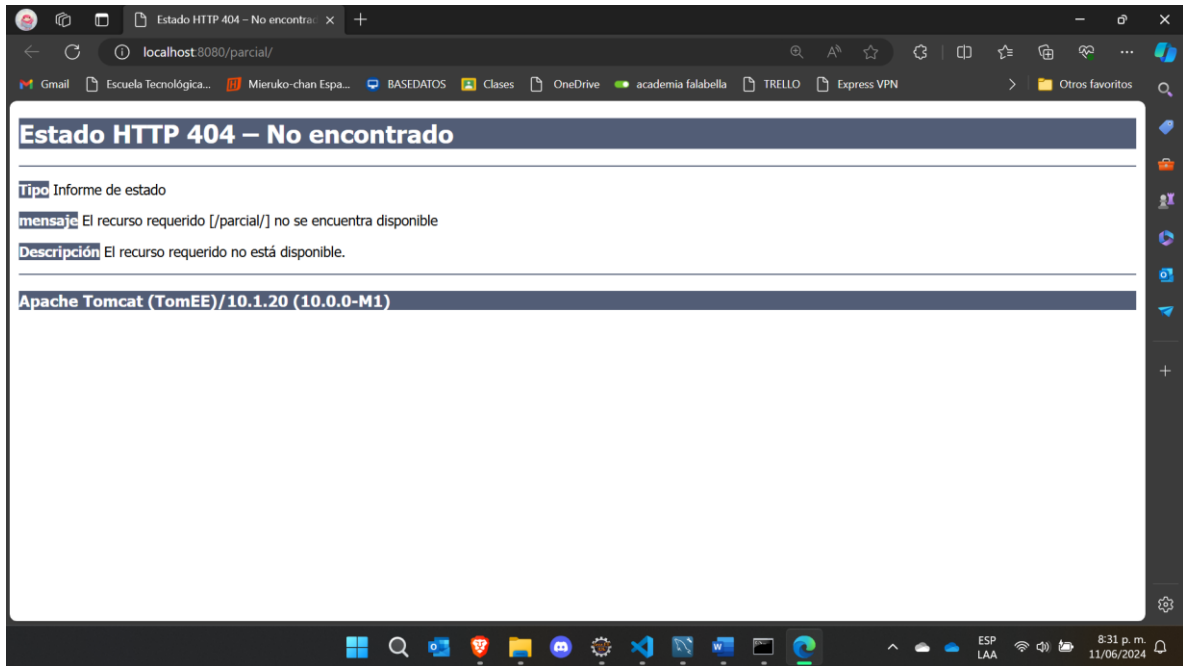 Estado HTTP 404 – No encontrad
localhost:8080/parcial/
Gmail Escuela Tecnológica... Mieruko-chan Espa... BASEDATOS Clases OneDrive academia falabella TRELLO Express VPN Otros favoritos
Estado HTTP 404 – No encontrado
Tipo Informe de estado
mensaje El recurso requerido [/parcial/] no se encuentra disponible
Descripción El recurso requerido no está disponible.
Apache Tomcat (TomEE)/10.1.20 (10.0.0-M1)
ESP 8:31 p. m.
LAA 11/06/2024